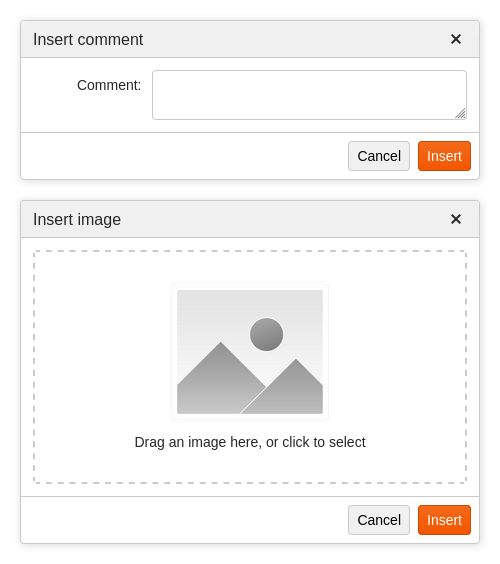 Insert comment ✕
Comment:
Cancel Insert
Insert image ✕
Drag an image here, or click to select
Cancel Insert